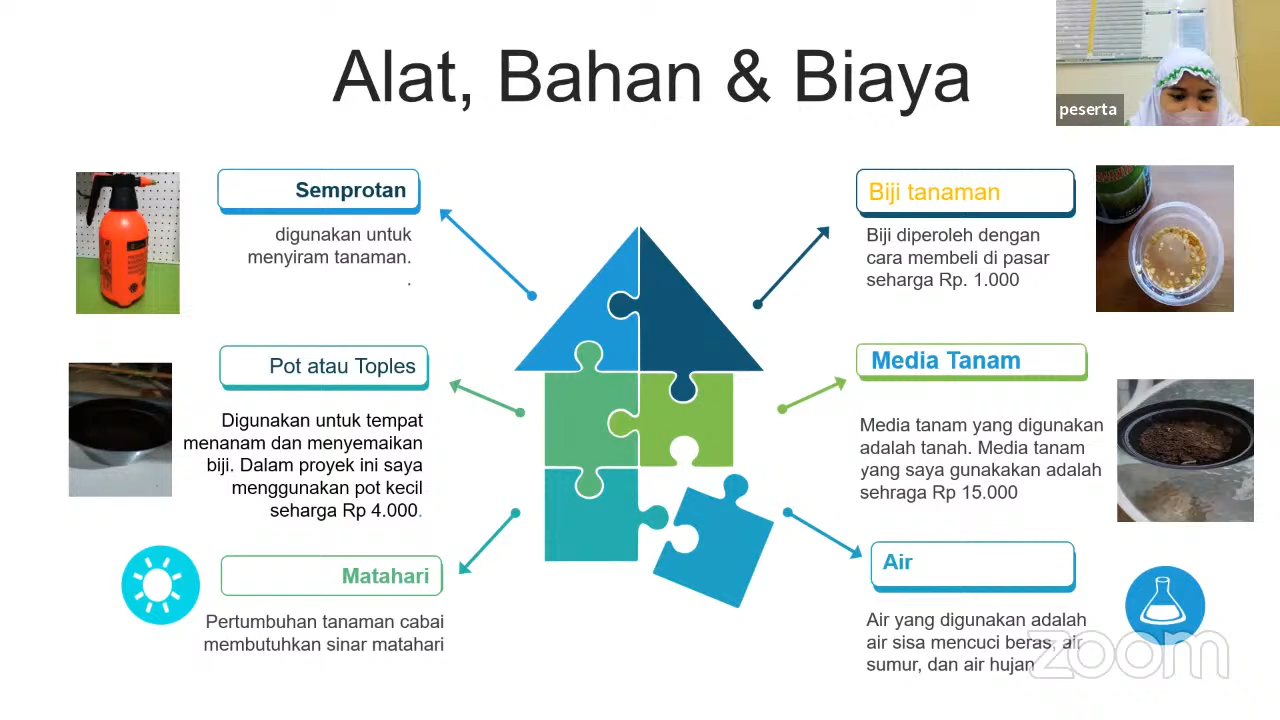 Alat, Bahan & Biaya
peserta
Semprotan
digunakan untuk
menyiram tanaman.
.
Biji tanaman
Biji diperoleh dengan
cara membeli di pasar
seharga Rp. 1.000
Pot atau Toples
Digunakan untuk tempat
menanam dan menyemaikan
biji. Dalam proyek ini saya
menggunakan pot kecil
seharga Rp 4.000.
Media Tanam
Media tanam yang digunakan
adalah tanah. Media tanam
yang saya gunakakan adalah
sehraga Rp 15.000
Matahari
Pertumbuhan tanaman cabai
membutuhkan sinar matahari
Air
Air yang digunakan adalah
air sisa mencuci beras, air
sumur, dan air hujan
zoom